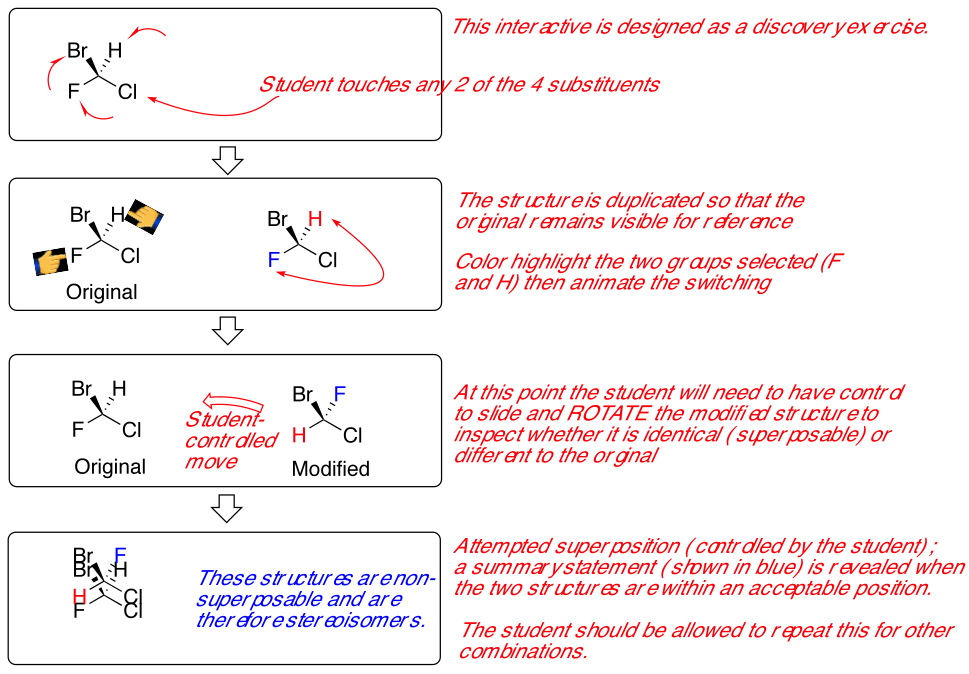 This interactive is designed as a discovery exercise.
Br H
F Cl
Student touches any 2 of the 4 substituents
The structure is duplicated so that the
original remains visible for reference
Br H
F Cl
Original
Br H
F Cl
Color highlight the two groups selected (F
and H) then animate the switching
Br H
F Cl
Original
Student-
controlled
move
Br F
H Cl
Modified
At this point the student will need to have control
to slide and ROTATE the modified structure to
inspect whether it is identical (superposable) or
different to the original
Br F
Br H
H Cl
F Cl
These structures are non-
superposable and are
therefore stereoisomers.
Attempted superposition (controlled by the student);
a summary statement (shown in blue) is revealed when
the two structures are within an acceptable position.
The student should be allowed to repeat this for other
combinations.